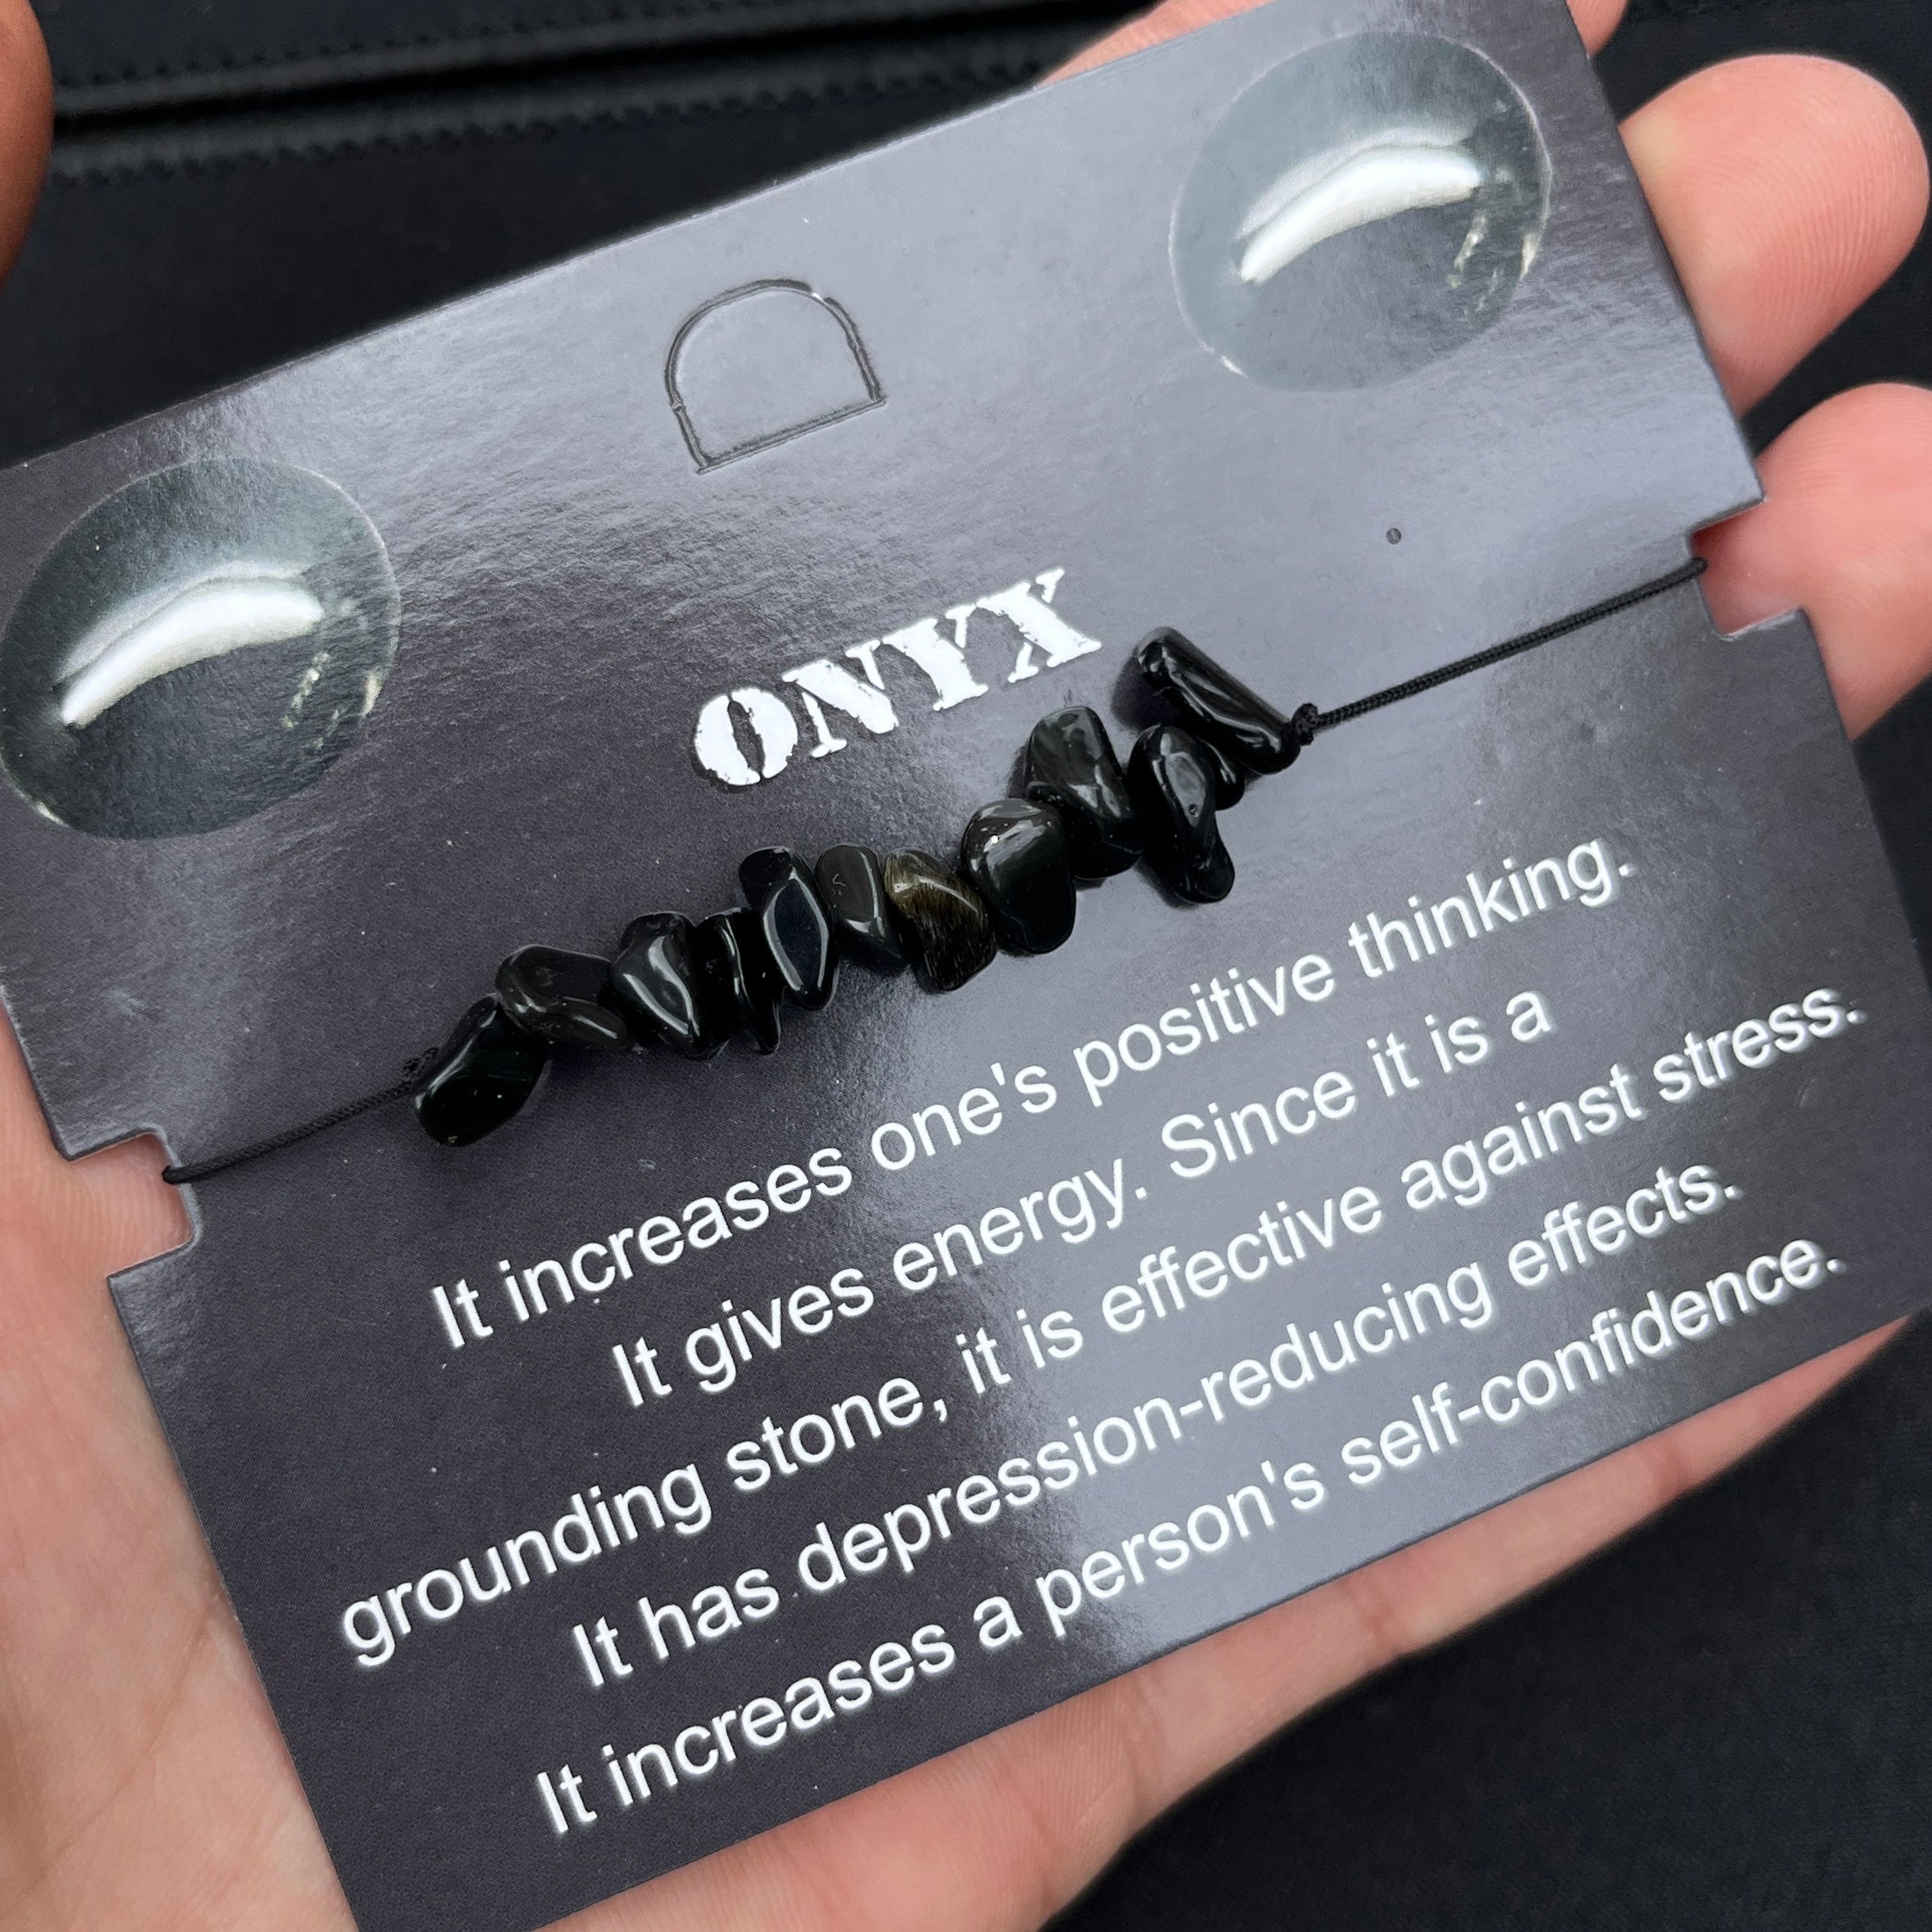 ONYX
It increases one's positive thinking.
It gives energy. Since it is a
grounding stone, it is effective against stress.
It has depression-reducing effects.
It increases a person's self-confidence.